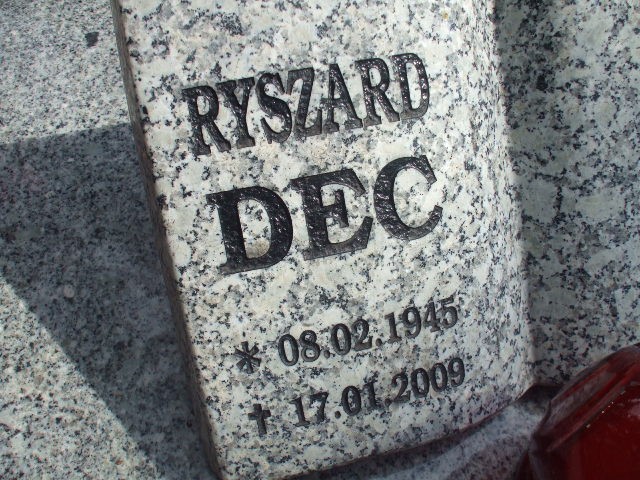 RYSZARD
DEC
* 08.02.1945
✝ 17.01.2009